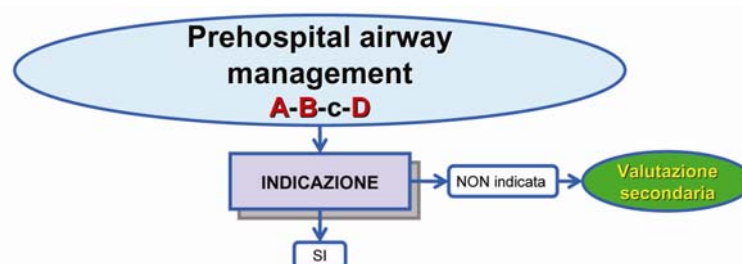 Prehospital airway
management
A-B-c-D
INDICAZIONE
NON indicata
Valutazione
secondaria
SI